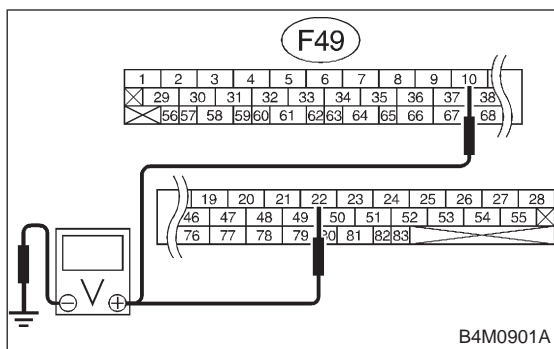 F49
1 2 3 4 5 6 7 8 9 10
29 30 31 32 33 34 35 36 37 38
56 57 58 59 60 61 62 63 64 65 66 67 68
19 20 21 22 23 24 25 26 27 28
46 47 48 49 50 51 52 53 54 55
76 77 78 79 81 82 83
V
− +
B4M0901A